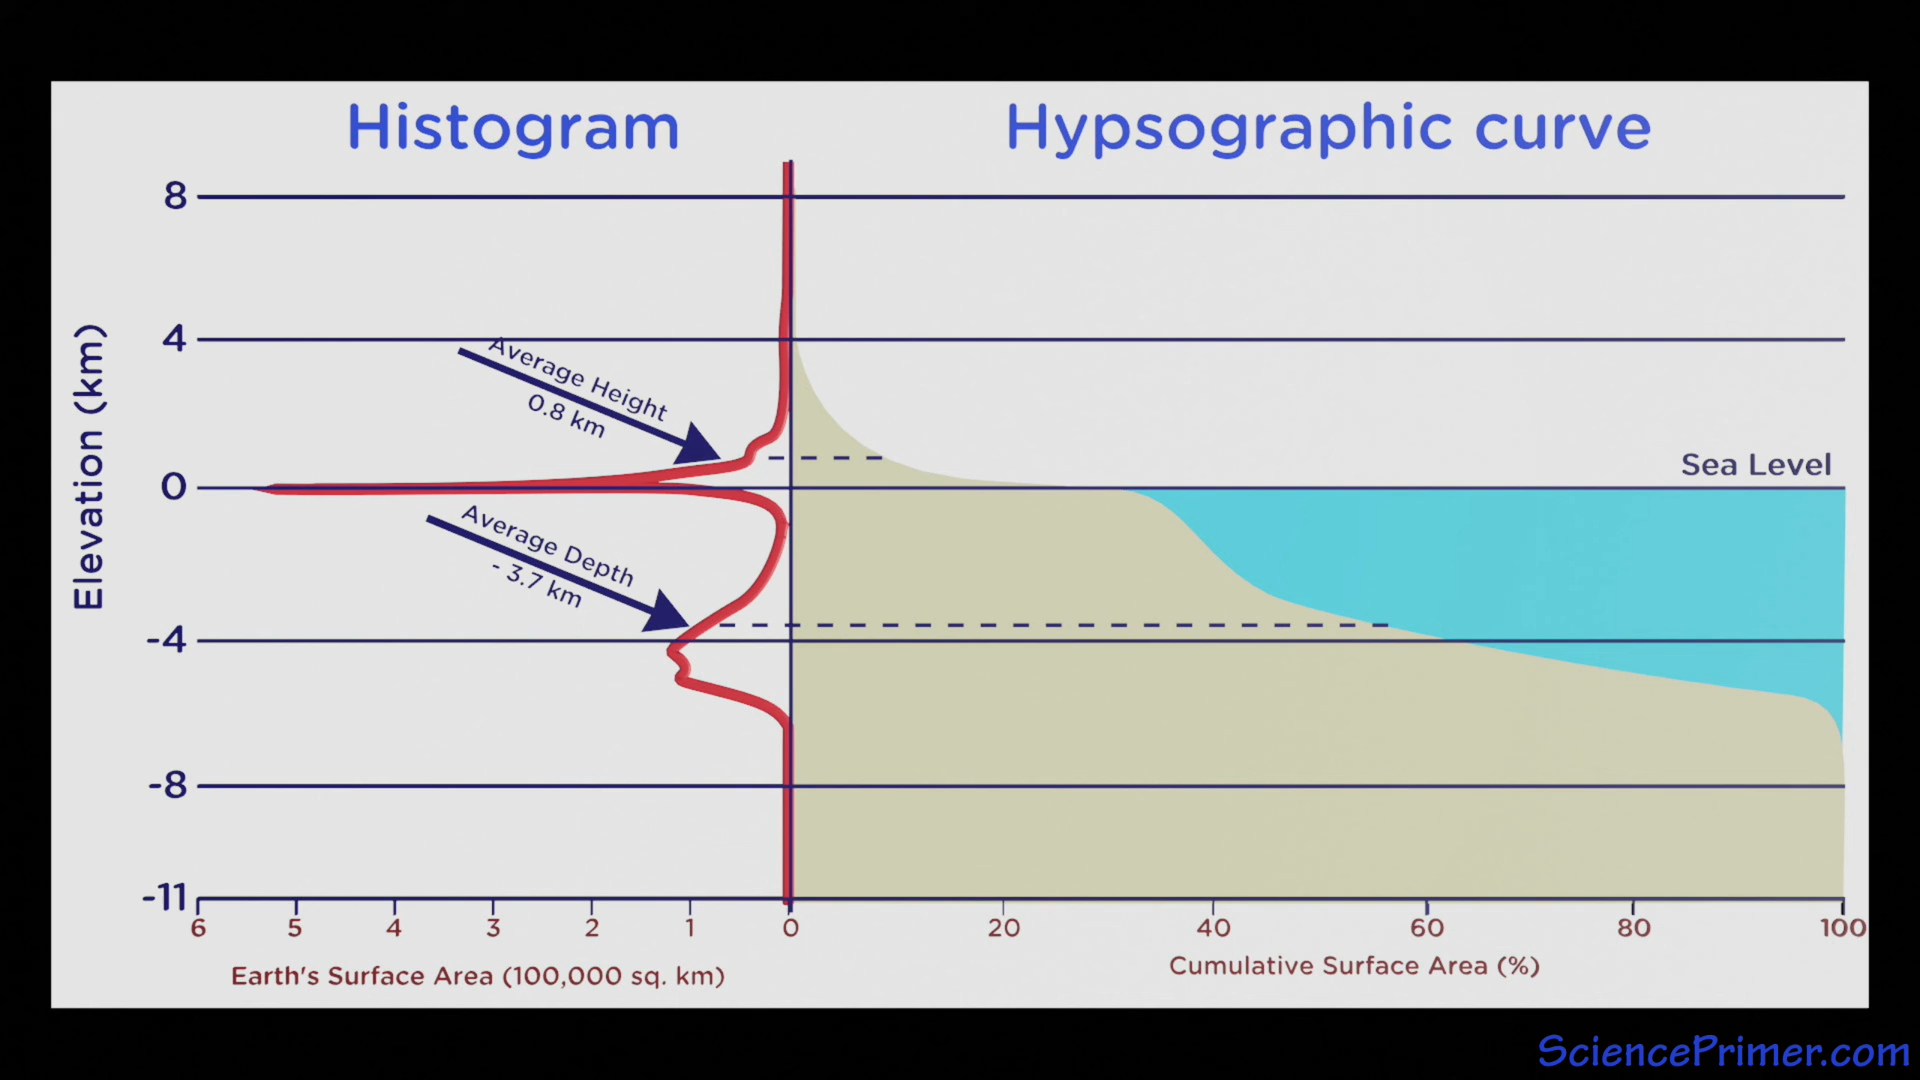 Histogram
Hypsographic curve
8
4
Average Height
0.8 km
Elevation (km)
Sea Level
0
Average Depth
- 3.7 km
-4
-8
-11
6 5 4 3 2 1 0 20 40 60 80 100
Earth's Surface Area (100,000 sq. km)
Cumulative Surface Area (%)
SciencePrimer.com